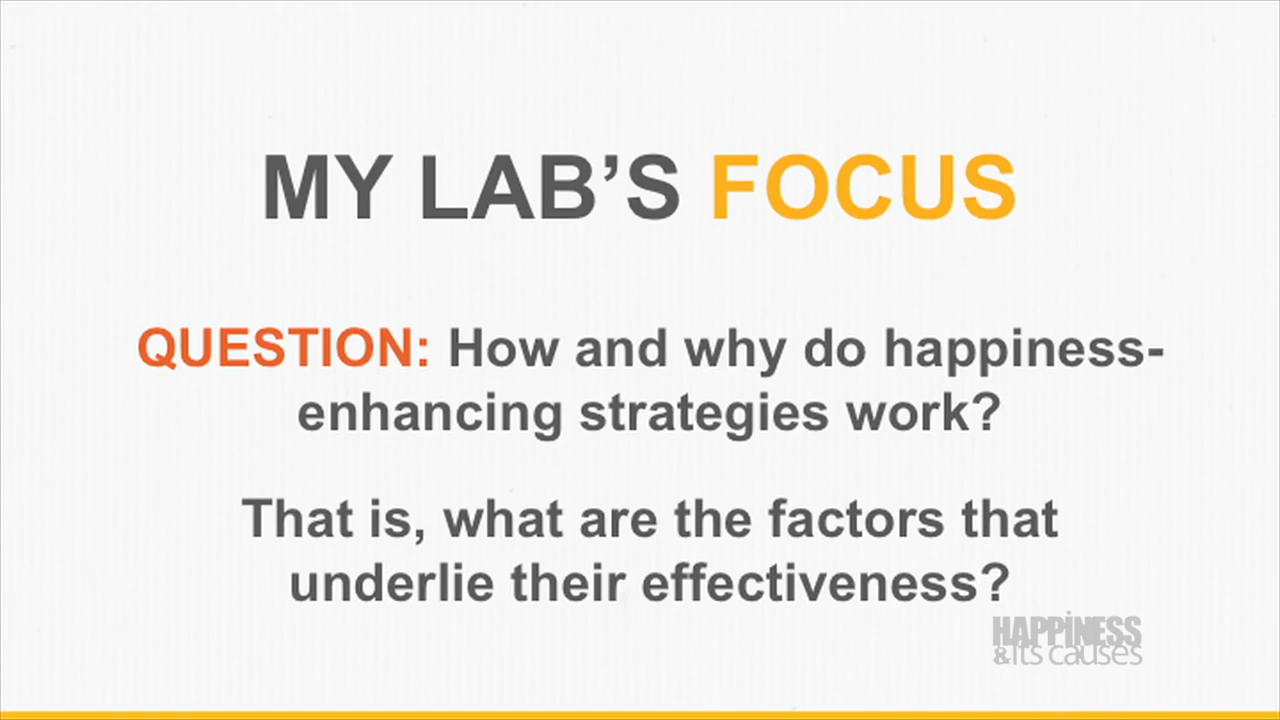 MY LAB’S FOCUS
QUESTION: How and why do happiness-
enhancing strategies work?
That is, what are the factors that
underlie their effectiveness?
HAPPiNESS
&its causes